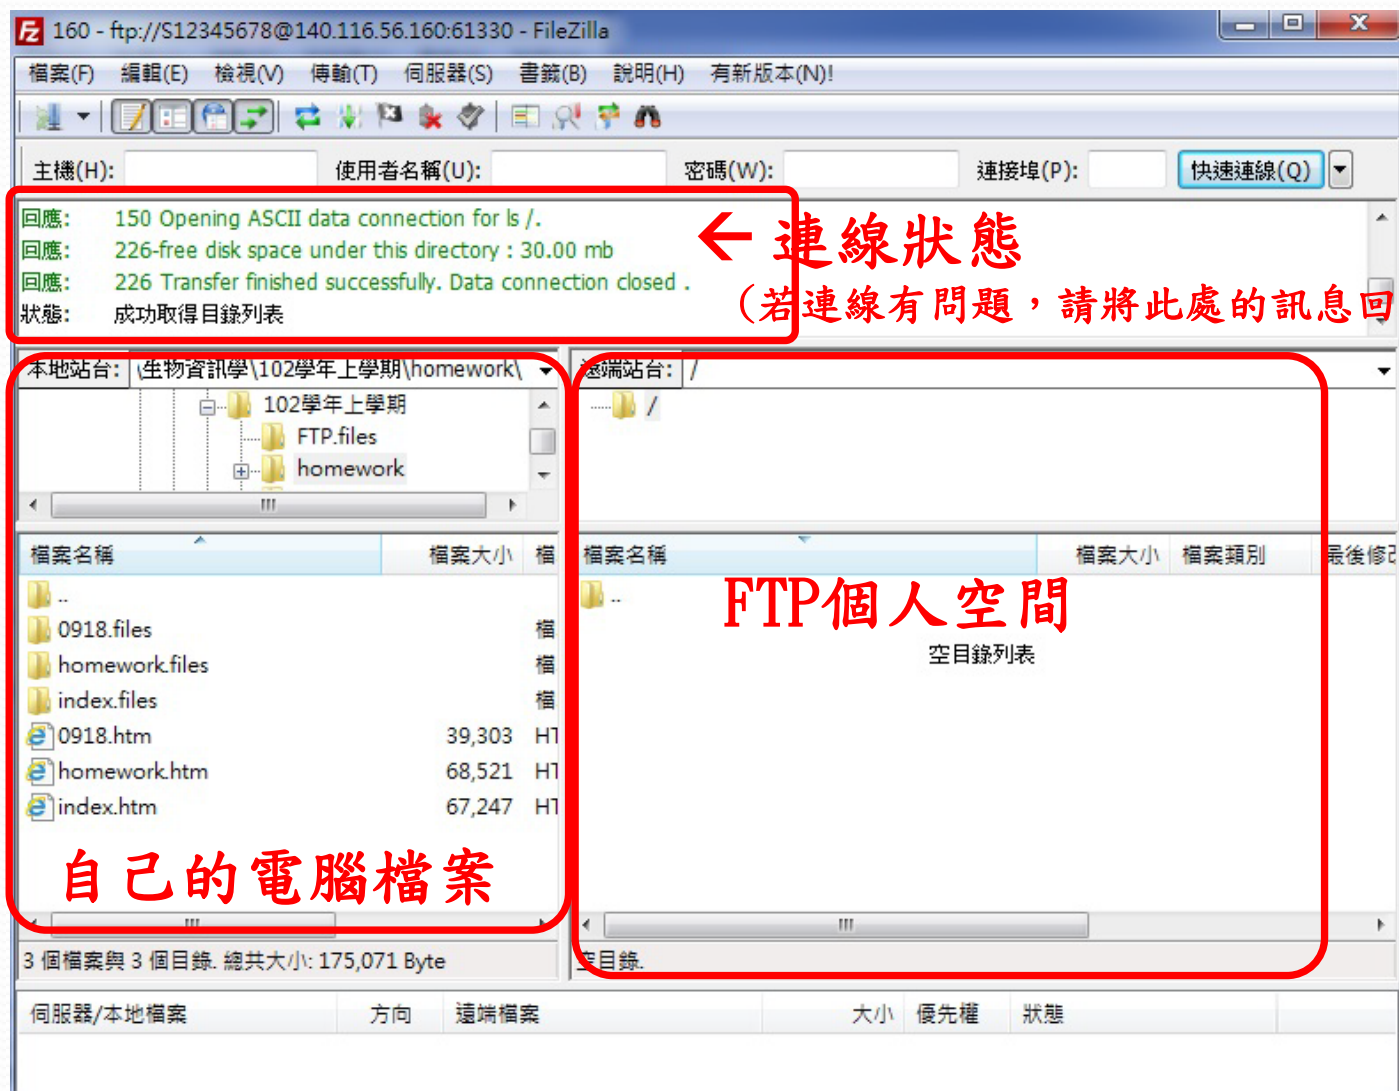 160 - ftp://S12345678@140.116.56.160:61330 - FileZilla
檔案(F) 編輯(E) 檢視(V) 傳輸(T) 伺服器(S) 書籤(B) 說明(H) 有新版本(N)!
主機(H): 使用者名稱(U): 密碼(W): 連接埠(P): 快速連線(Q)
回應: 150 Opening ASCII data connection for ls /.
回應: 226-free disk space under this directory : 30.00 mb
回應: 226 Transfer finished successfully. Data connection closed .
狀態: 成功取得目錄列表
← 連線狀態
(若連線有問題，請將此處的訊息回
本地站台: \生物資訊學\102學年上學期\homework\
102學年上學期
FTP.files
homework
遠端站台: /
/
檔案名稱 檔案大小 檔
..
0918.files 檔
homework.files 檔
index.files 檔
0918.htm 39,303 HT
homework.htm 68,521 HT
index.htm 67,247 HT
自己的電腦檔案
3 個檔案與 3 個目錄. 總共大小: 175,071 Byte
檔案名稱 檔案大小 檔案類別 最後修改
..
FTP個人空間
空目錄列表
空目錄.
伺服器/本地檔案 方向 遠端檔案 大小 優先權 狀態